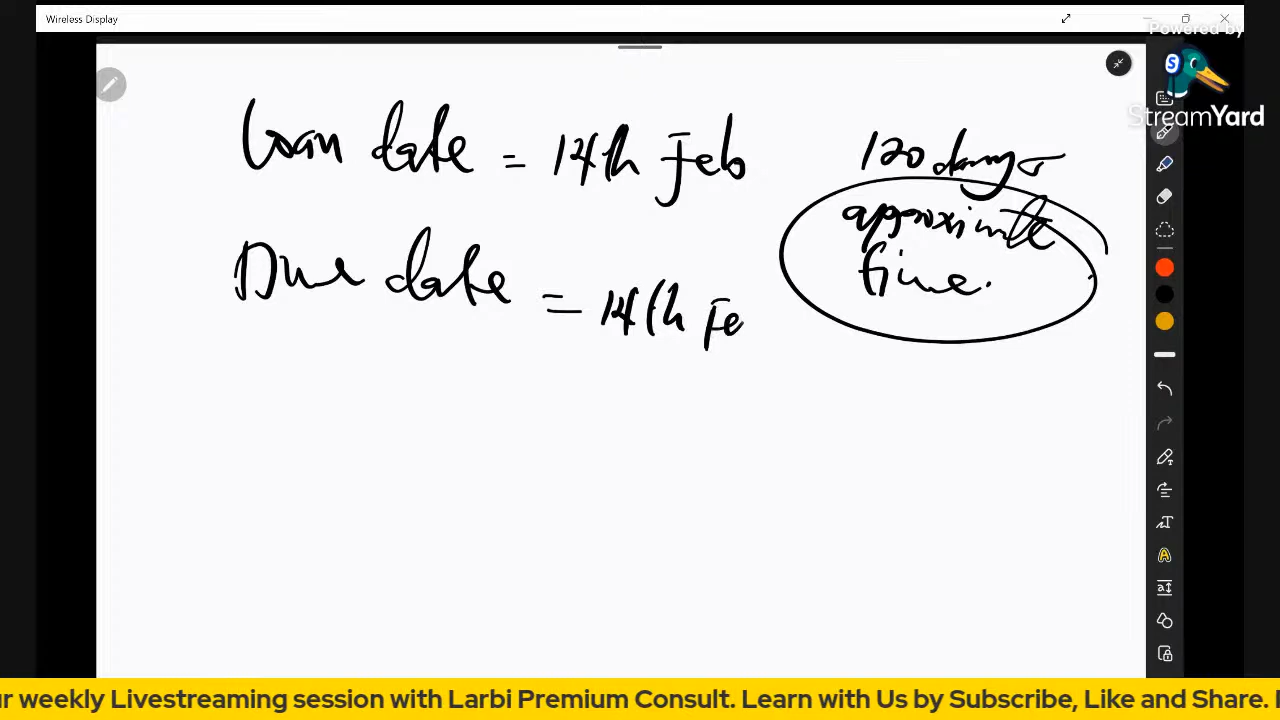 Wireless Display
Powered by
StreamYard
Loan date = 14th Feb
120 days
approximate
time.
Due date = 14th Fe
ur weekly Livestreaming session with Larbi Premium Consult. Learn with Us by Subscribe, Like and Share.